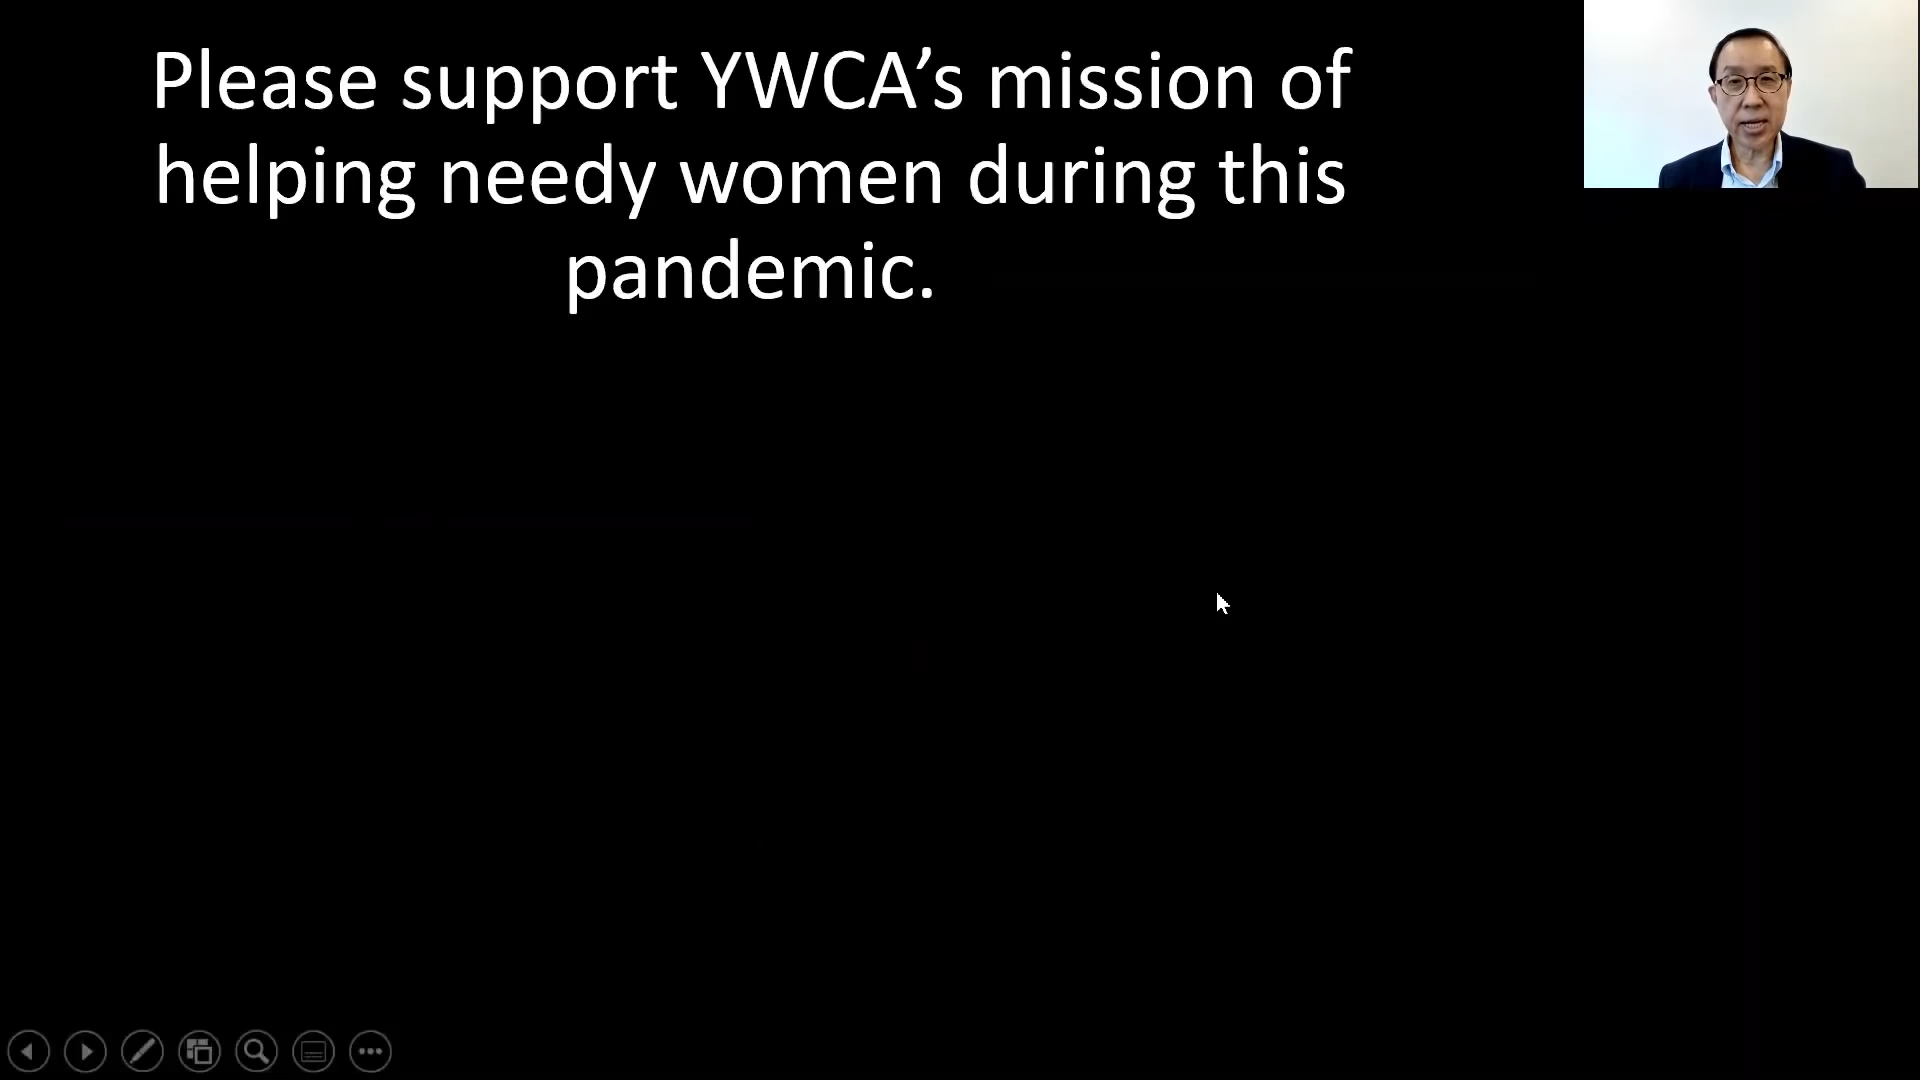 Please support YWCA’s mission of
helping needy women during this
pandemic.